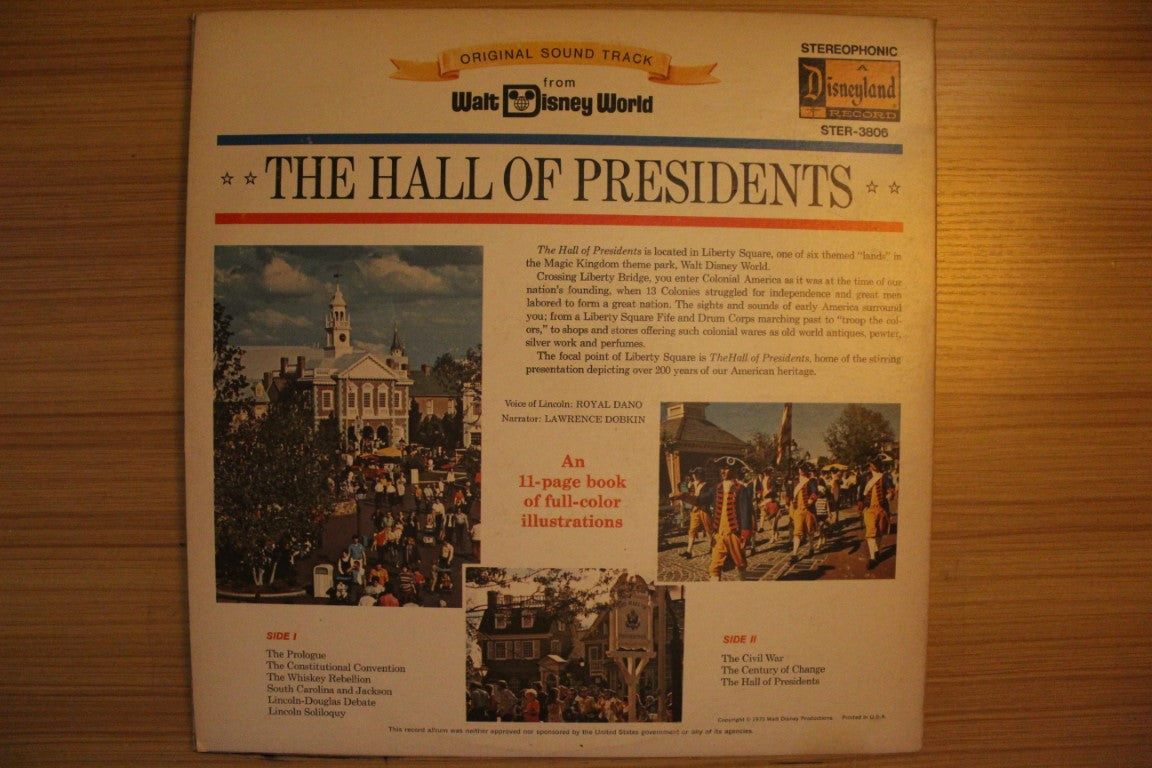 ORIGINAL SOUND TRACK
from
Walt Disney World
STEREOPHONIC
A
Disneyland
RECORD
STER-3806
THE HALL OF PRESIDENTS
The Hall of Presidents is located in Liberty Square, one of six themed "lands" in
the Magic Kingdom theme park, Walt Disney World.
Crossing Liberty Bridge, you enter Colonial America as it was at the time of our
nation's founding, when 13 Colonies struggled for independence and great men
labored to form a great nation. The sights and sounds of early America surround
you; from a Liberty Square Fife and Drum Corps marching past to "troop the col-
ors," to shops and stores offering such colonial wares as old world antiques, pewter,
silver work and perfumes.
The focal point of Liberty Square is The Hall of Presidents, home of the stirring
presentation depicting over 200 years of our American heritage.
Voice of Lincoln: ROYAL DANO
Narrator: LAWRENCE DOBKIN
An
11-page book
of full-color
illustrations
SIDE I
The Prologue
The Constitutional Convention
The Whiskey Rebellion
South Carolina and Jackson
Lincoln-Douglas Debate
Lincoln Soliloquy
SIDE II
The Civil War
The Century of Change
The Hall of Presidents
Copyright © Walt Disney Productions Printed in U.S.A.
This record album was neither approved nor sponsored by the United States government or any of its agencies.